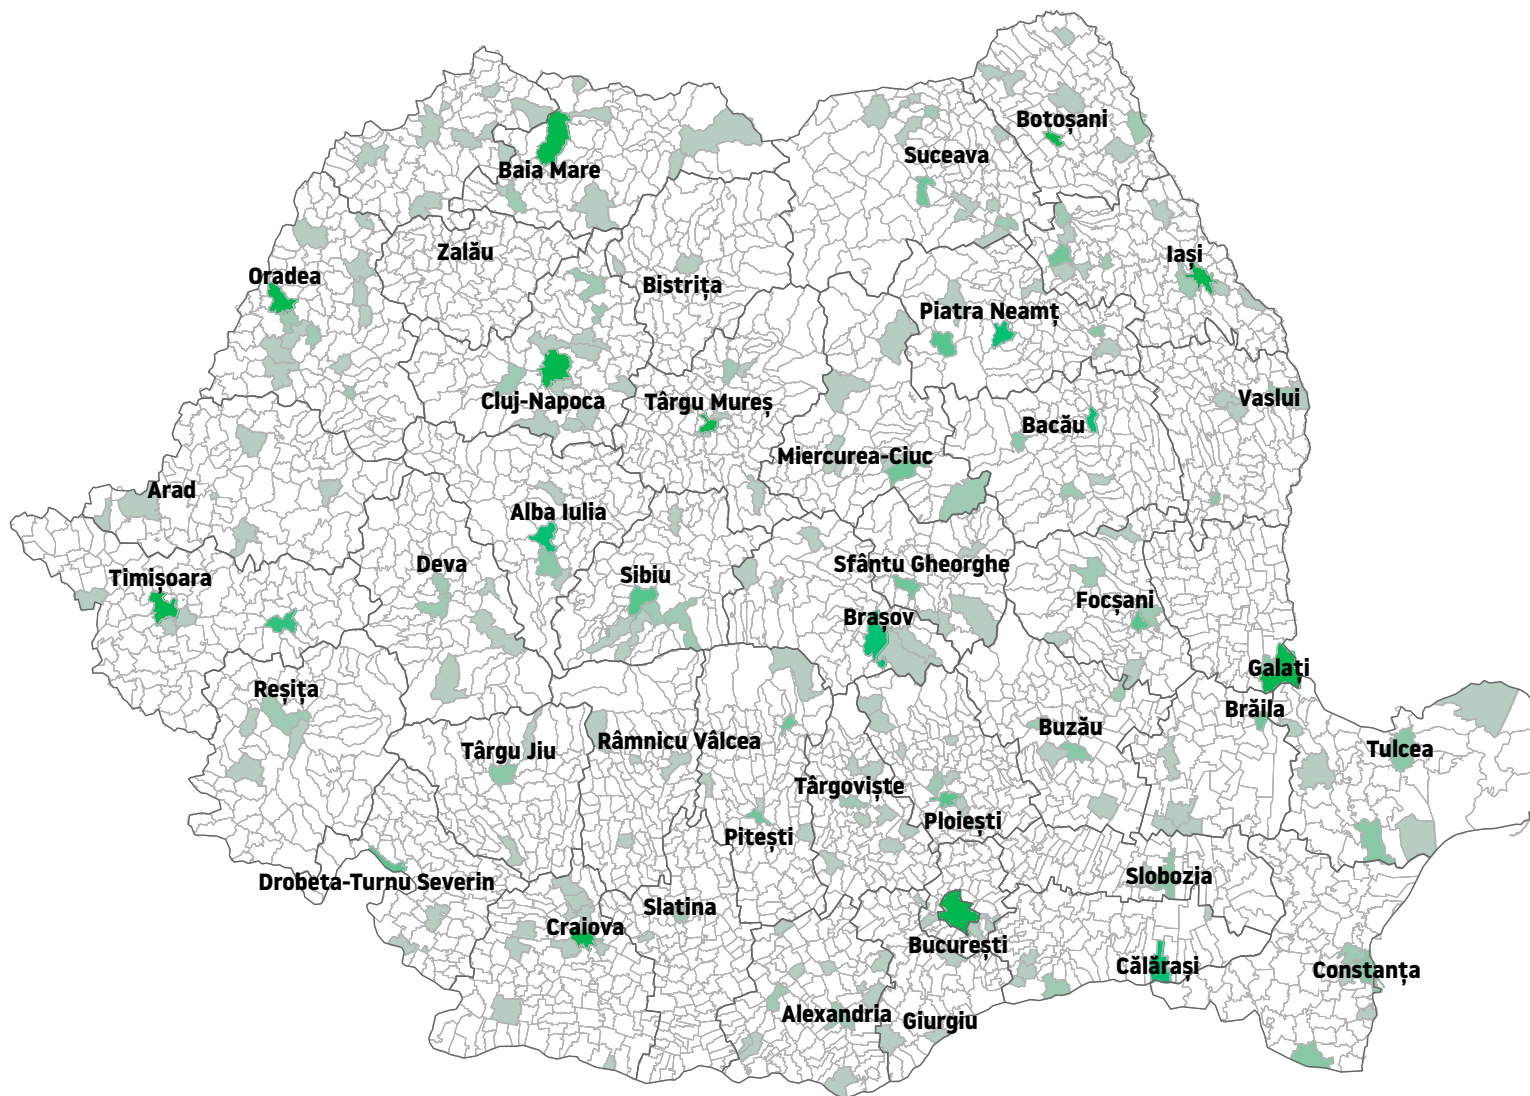 Botoșani
Suceava
Baia Mare
Zalău
Iași
Oradea
Bistrița
Piatra Neamț
Vaslui
Cluj-Napoca
Târgu Mureș
Bacău
Miercurea-Ciuc
Arad
Alba Iulia
Deva
Sfântu Gheorghe
Timișoara
Sibiu
Focșani
Brașov
Galați
Reșița
Brăila
Buzău
Râmnicu Vâlcea
Tulcea
Târgu Jiu
Târgoviște
Ploiești
Pitești
Slobozia
Drobeta-Turnu Severin
Slatina
Craiova
București
Călărași
Constanța
Alexandria
Giurgiu